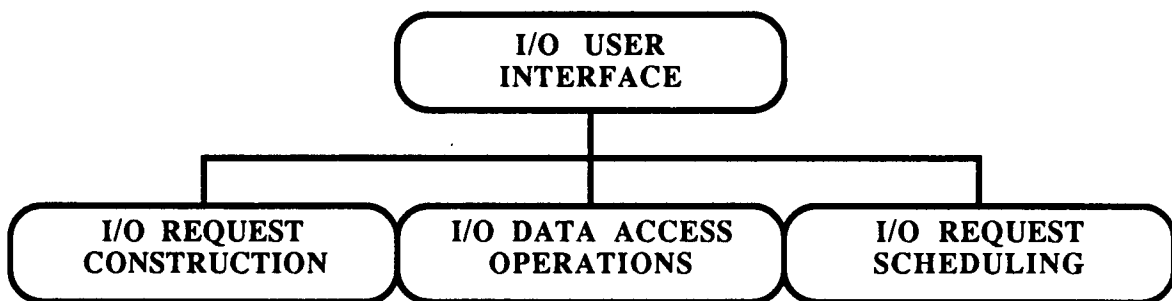 I/O USER
INTERFACE
I/O REQUEST
CONSTRUCTION
I/O DATA ACCESS
OPERATIONS
I/O REQUEST
SCHEDULING